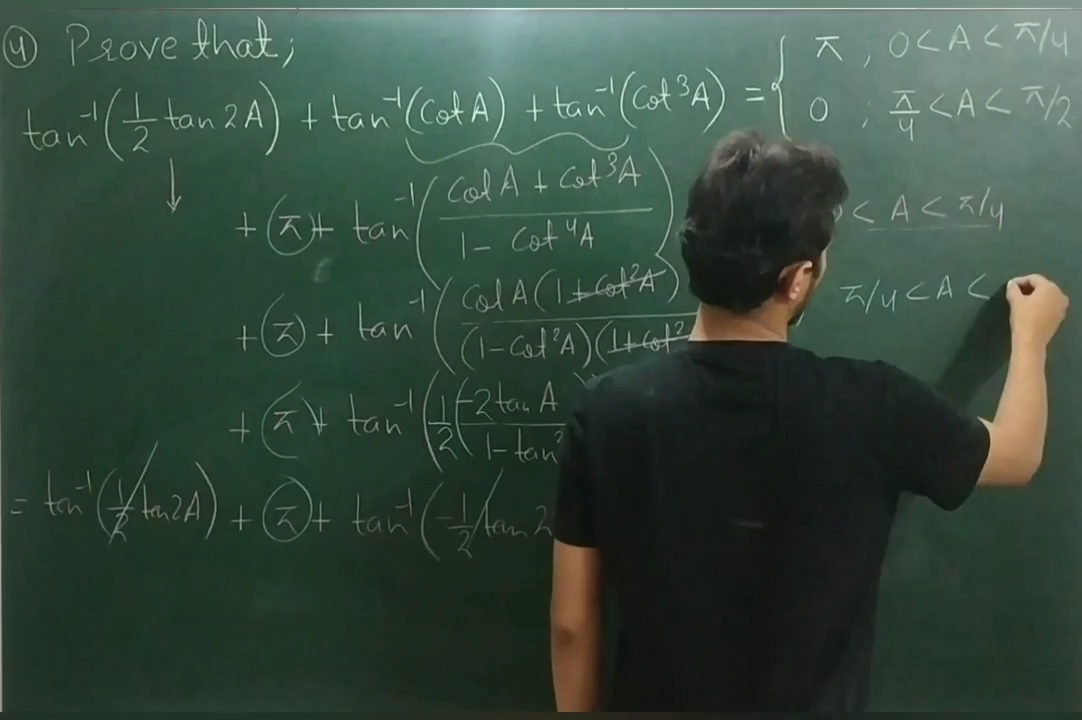 (4) Prove that;
π ; 0 < A < π/4
tan⁻¹(1/2 tan 2A) + tan⁻¹(Cot A) + tan⁻¹(Cot³A) = {
0 ; π/4 < A < π/2
+ (π) + tan⁻¹((Cot A + Cot³A)/(1 - Cot⁴A))
< A < π/4
+ (π) + tan⁻¹(Cot A (1+Cot²A)/(1-Cot²A)(1+Cot²
π/4 < A <
+ (π) + tan⁻¹(1/2(-2 tan A/1-tan²
= tan⁻¹(1/2 tan 2A) + (π) + tan⁻¹(-1/2 tan 2